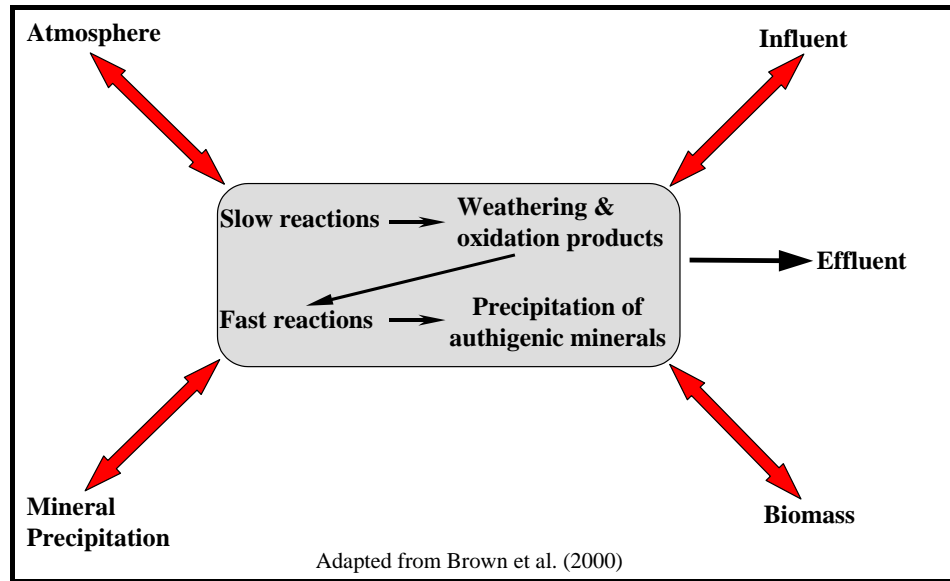 Atmosphere
Influent
Slow reactions
Weathering &
oxidation products
Effluent
Fast reactions
Precipitation of
authigenic minerals
Mineral
Precipitation
Biomass
Adapted from Brown et al. (2000)